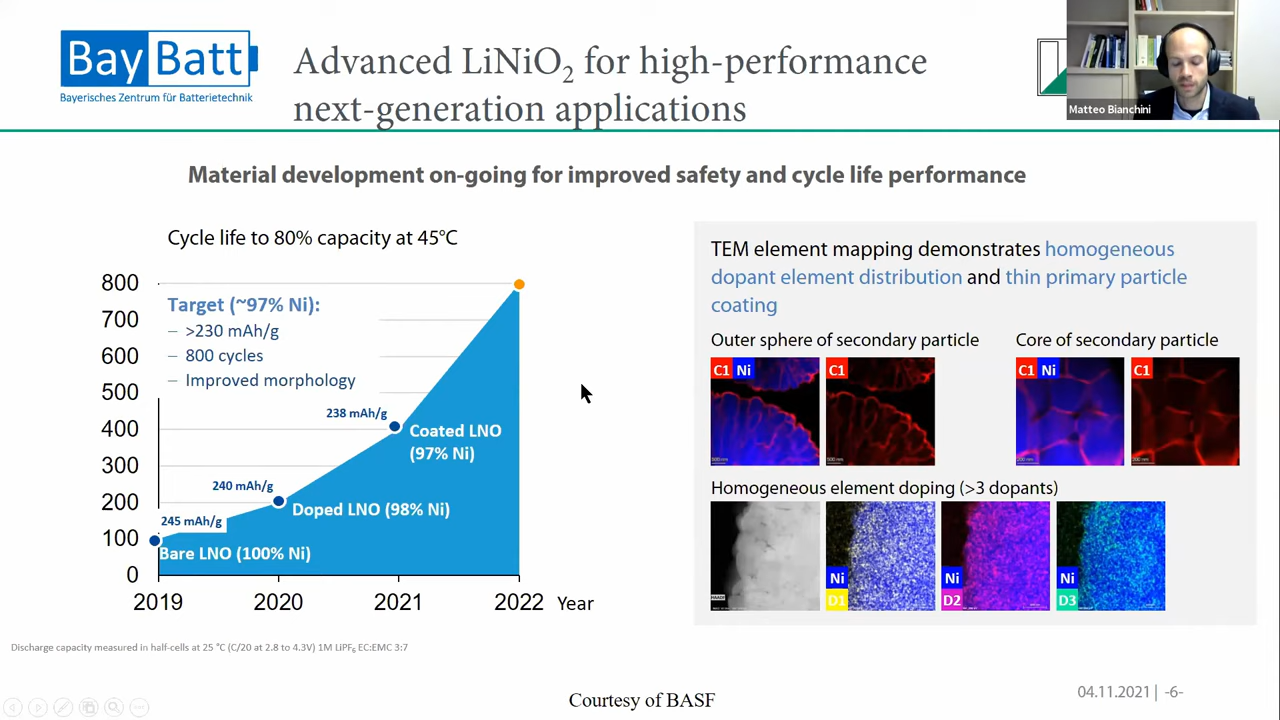 BayBatt
Bayerisches Zentrum für Batterietechnik
Advanced LiNiO₂ for high-performance
next-generation applications
Matteo Bianchini
Material development on-going for improved safety and cycle life performance
Cycle life to 80% capacity at 45°C
800
700
600
500
400
300
200
100
0
Target (~97% Ni):
– >230 mAh/g
– 800 cycles
– Improved morphology
238 mAh/g
Coated LNO
(97% Ni)
240 mAh/g
Doped LNO (98% Ni)
245 mAh/g
Bare LNO (100% Ni)
2019 2020 2021 2022 Year
TEM element mapping demonstrates homogeneous
dopant element distribution and thin primary particle
coating
Outer sphere of secondary particle
Core of secondary particle
C1 Ni
C1
C1 Ni
C1
Homogeneous element doping (>3 dopants)
HAADF
Ni
D1
Ni
D2
Ni
D3
Discharge capacity measured in half-cells at 25 °C (C/20 at 2.8 to 4.3V) 1M LiPF₆ EC:EMC 3:7
Courtesy of BASF
04.11.2021 | -6-